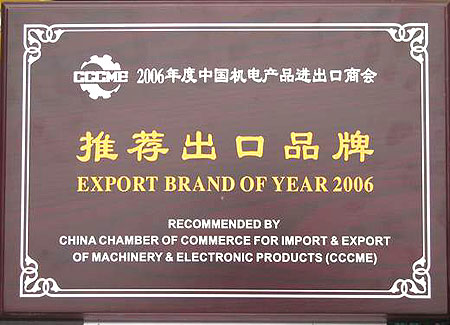 CCCME 2006年度中国机电产品进出口商会
推荐出口品牌
EXPORT BRAND OF YEAR 2006
RECOMMENDED BY
CHINA CHAMBER OF COMMERCE FOR IMPORT & EXPORT
OF MACHINERY & ELECTRONIC PRODUCTS (CCCME)